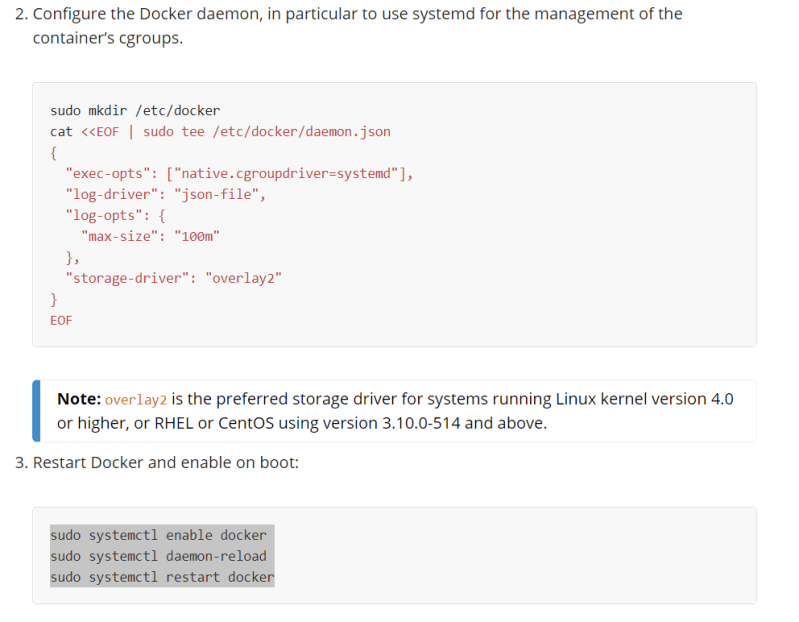 2. Configure the Docker daemon, in particular to use systemd for the management of the
container's cgroups.
sudo mkdir /etc/docker
cat <<EOF | sudo tee /etc/docker/daemon.json
{
  "exec-opts": ["native.cgroupdriver=systemd"],
  "log-driver": "json-file",
  "log-opts": {
    "max-size": "100m"
  },
  "storage-driver": "overlay2"
}
EOF
Note: overlay2 is the preferred storage driver for systems running Linux kernel version 4.0
or higher, or RHEL or CentOS using version 3.10.0-514 and above.
3. Restart Docker and enable on boot:
sudo systemctl enable docker
sudo systemctl daemon-reload
sudo systemctl restart docker